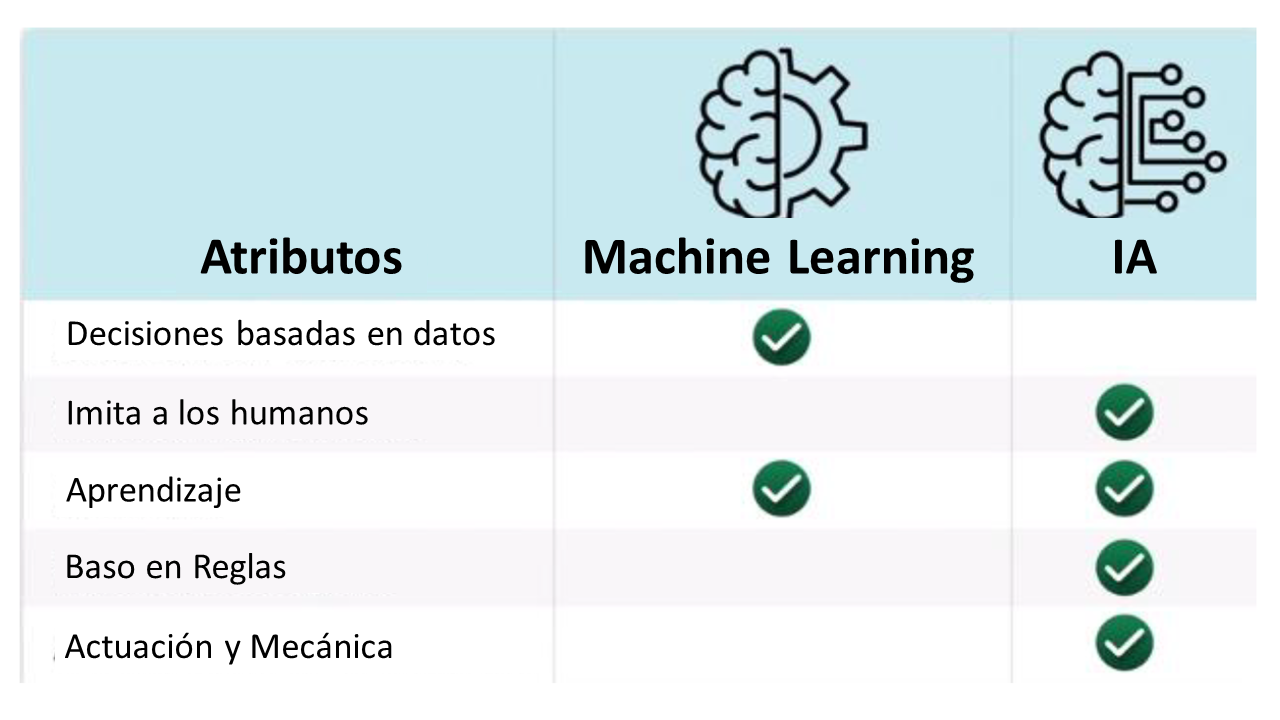 Atributos
Machine Learning
IA
Decisiones basadas en datos
Imita a los humanos
Aprendizaje
Baso en Reglas
Actuación y Mecánica